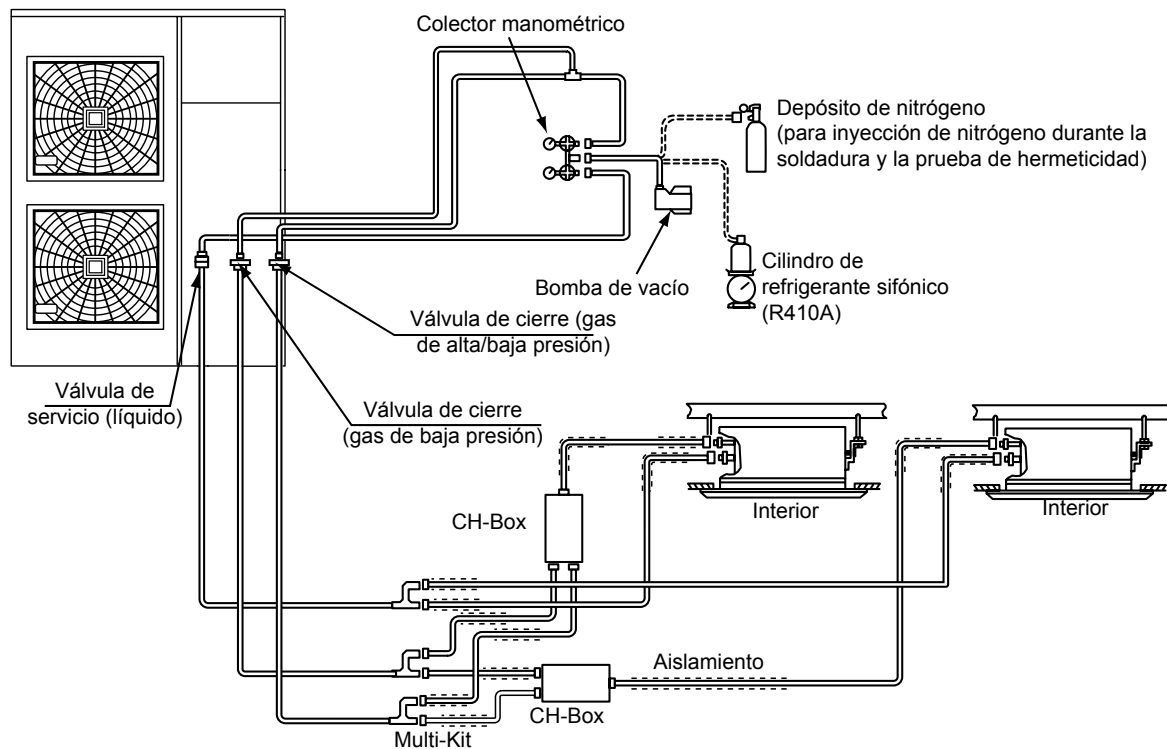 Colector manométrico
Depósito de nitrógeno
(para inyección de nitrógeno durante la
soldadura y la prueba de hermeticidad)
Bomba de vacío
Cilindro de
refrigerante sifónico
(R410A)
Válvula de cierre (gas
de alta/baja presión)
Válvula de
servicio (líquido)
Válvula de cierre
(gas de baja presión)
Interior
Interior
CH-Box
Aislamiento
CH-Box
Multi-Kit